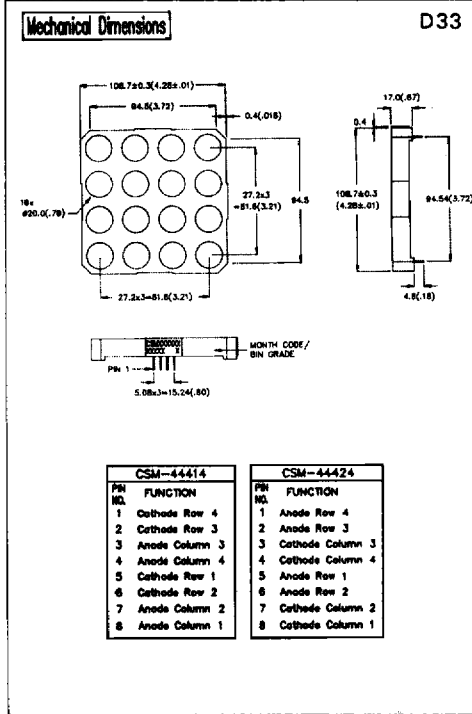 Mechanical Dimensions
D33
108.7±0.3(4.28±.01)
94.5(3.72)
0.4(.016)
16x
ø20.0(.79)
27.2x3
=81.6(3.21)
94.5
27.2x3=81.6(3.21)
17.0(.67)
0.4
108.7±0.3
(4.28±.01)
94.54(3.72)
4.8(.18)
MONTH CODE/
BIN GRADE
PIN 1
5.08x3=15.24(.60)
CSM-44414
PIN NO. FUNCTION
1 Cathode Row 4
2 Cathode Row 3
3 Anode Column 3
4 Anode Column 4
5 Cathode Row 1
6 Cathode Row 2
7 Anode Column 2
8 Anode Column 1
CSM-44424
PIN NO. FUNCTION
1 Anode Row 4
2 Anode Row 3
3 Cathode Column 3
4 Cathode Column 4
5 Anode Row 1
6 Anode Row 2
7 Cathode Column 2
8 Cathode Column 1